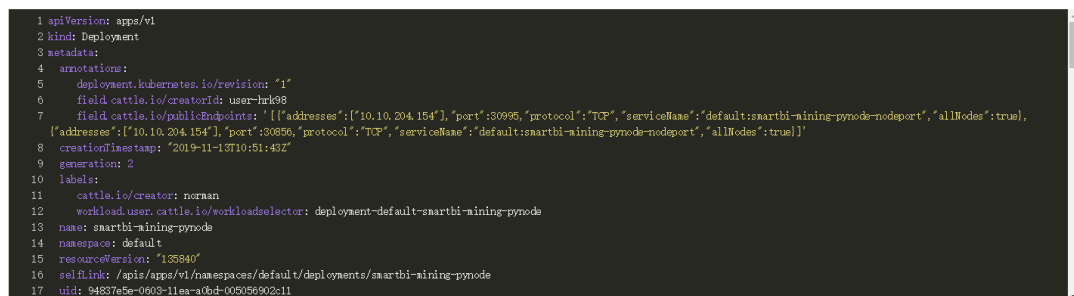 1 apiVersion: apps/v1
2 kind: Deployment
3 metadata:
4 annotations:
5 deployment.kubernetes.io/revision: "1"
6 field.cattle.io/creatorId: user-hrk98
7 field.cattle.io/publicEndpoints: '[{"addresses":["10.10.204.154"],"port":30995,"protocol":"TCP","serviceName":"default:smartbi-mining-pynode-nodeport","allNodes":true},
{"addresses":["10.10.204.154"],"port":30856,"protocol":"TCP","serviceName":"default:smartbi-mining-pynode-nodeport","allNodes":true}]'
8 creationTimestamp: "2019-11-13T10:51:43Z"
9 generation: 2
10 labels:
11 cattle.io/creator: norman
12 workload.user.cattle.io/workloadselector: deployment-default-smartbi-mining-pynode
13 name: smartbi-mining-pynode
14 namespace: default
15 resourceVersion: "135840"
16 selfLink: /apis/apps/v1/namespaces/default/deployments/smartbi-mining-pynode
17 uid: 94837e5e-0603-11ea-a0bd-005056902c11